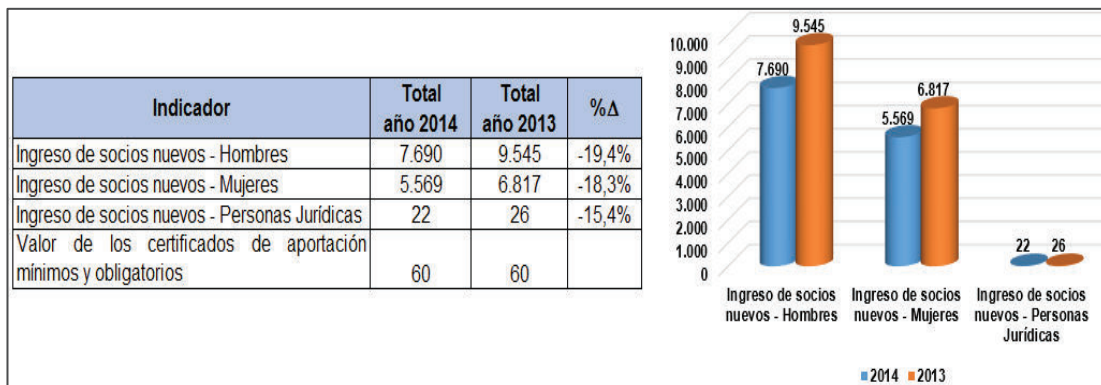 Indicador Total año 2014 Total año 2013 %Δ
Ingreso de socios nuevos - Hombres 7.690 9.545 -19,4%
Ingreso de socios nuevos - Mujeres 5.569 6.817 -18,3%
Ingreso de socios nuevos - Personas Jurídicas 22 26 -15,4%
Valor de los certificados de aportación
mínimos y obligatorios 60 60
10.000
9.000
8.000
7.000
6.000
5.000
4.000
3.000
2.000
1.000
0
7.690
9.545
5.569
6.817
22
26
Ingreso de socios
nuevos - Hombres
Ingreso de socios
nuevos - Mujeres
Ingreso de socios
nuevos - Personas
Jurídicas
2014 2013